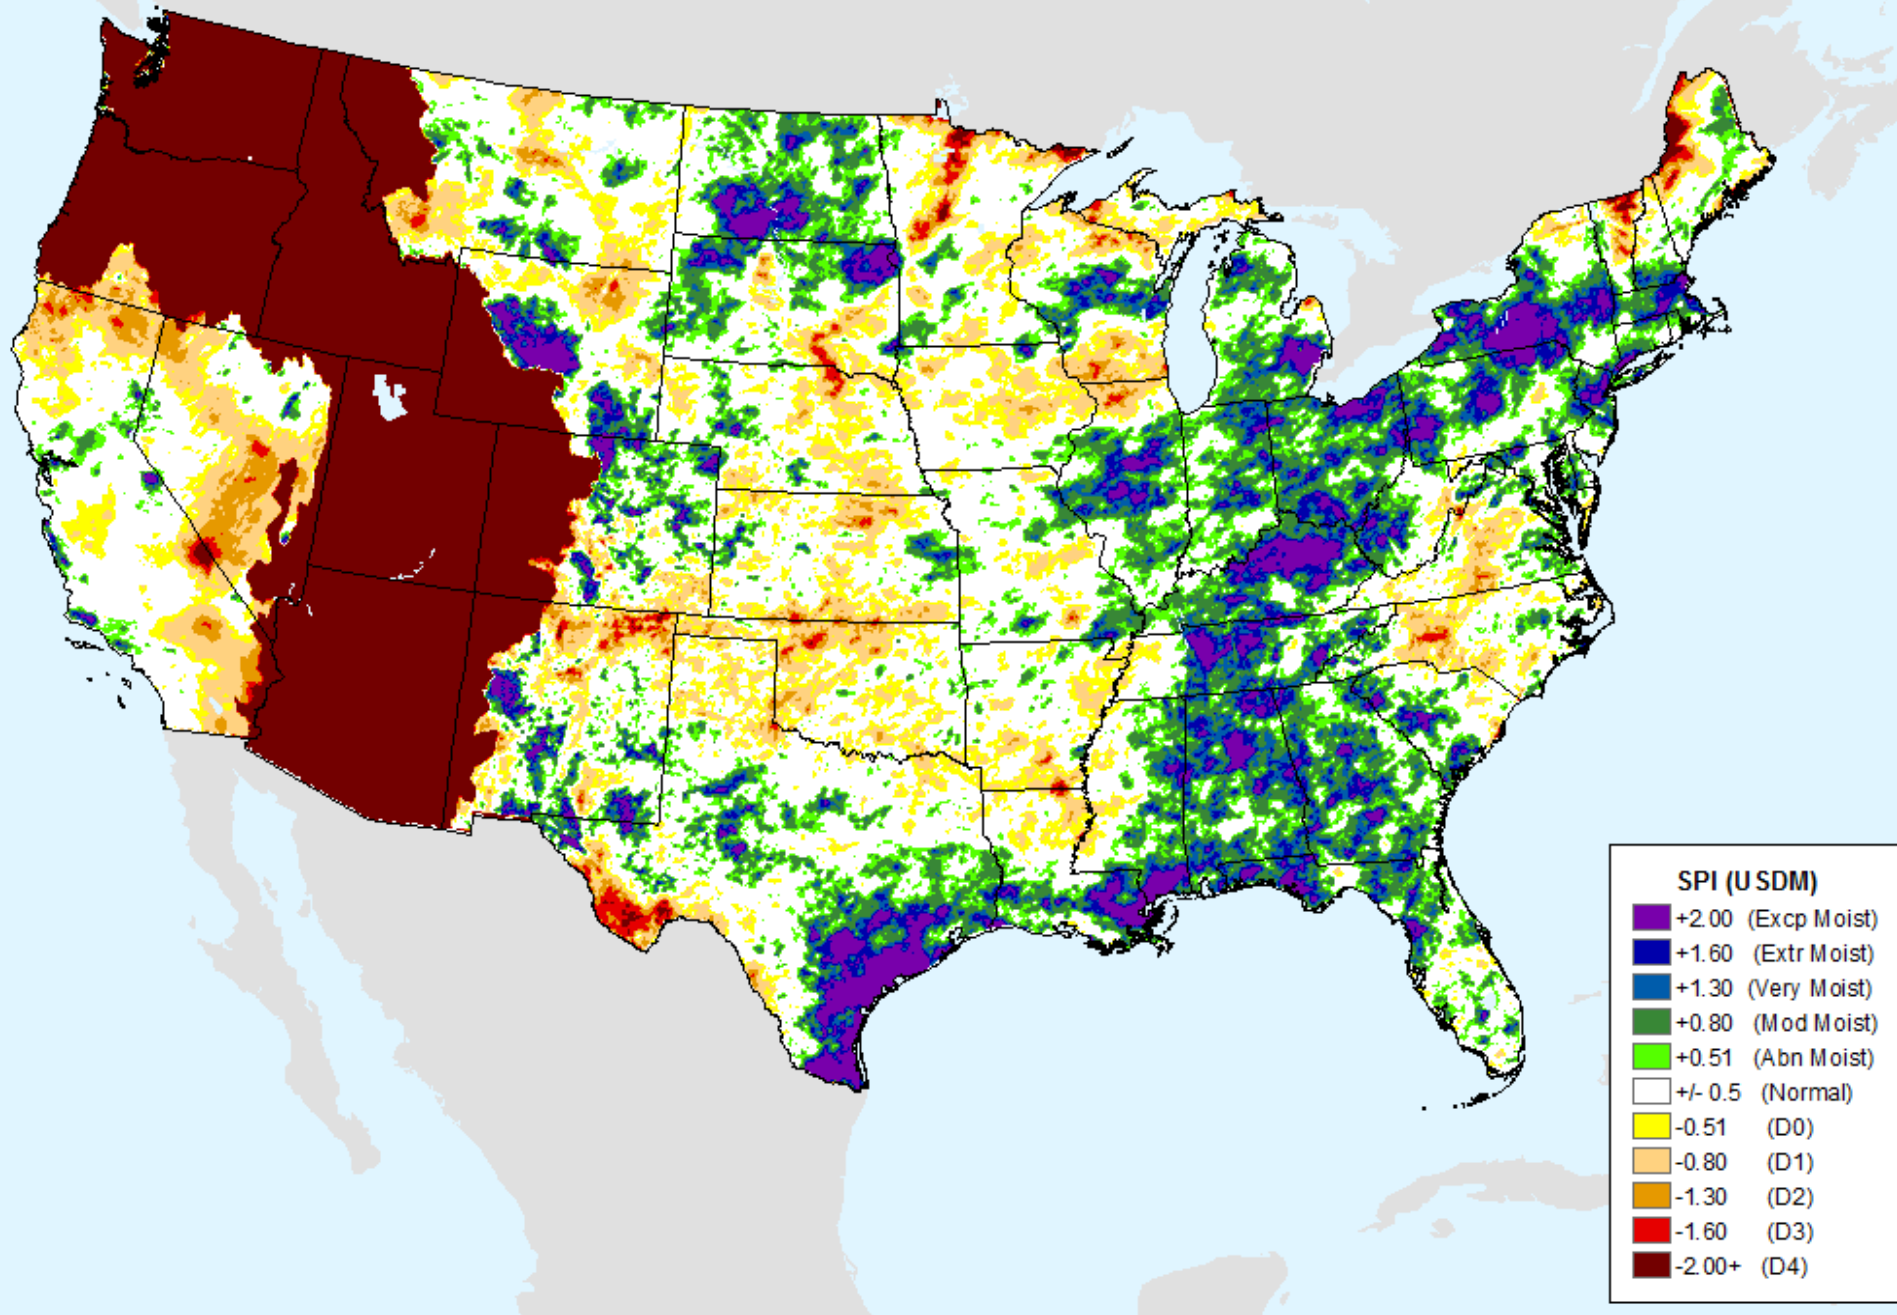 SPI (USDM)
+2.00 (Excp Moist)
+1.60 (Extr Moist)
+1.30 (Very Moist)
+0.80 (Mod Moist)
+0.51 (Abn Moist)
+/- 0.5 (Normal)
-0.51 (D0)
-0.80 (D1)
-1.30 (D2)
-1.60 (D3)
-2.00+ (D4)